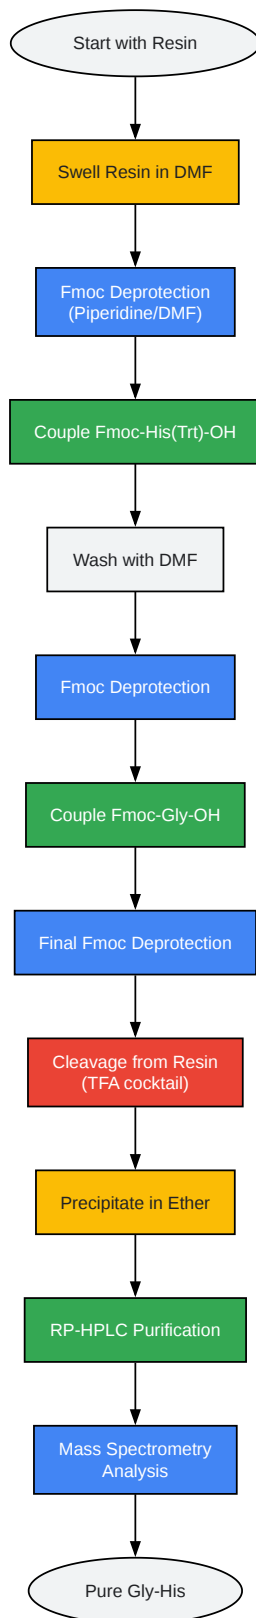 Start with Resin
Swell Resin in DMF
Fmoc Deprotection
(Piperidine/DMF)
Couple Fmoc-His(Trt)-OH
Wash with DMF
Fmoc Deprotection
Couple Fmoc-Gly-OH
Final Fmoc Deprotection
Cleavage from Resin
(TFA cocktail)
Precipitate in Ether
RP-HPLC Purification
Mass Spectrometry
Analysis
Pure Gly-His